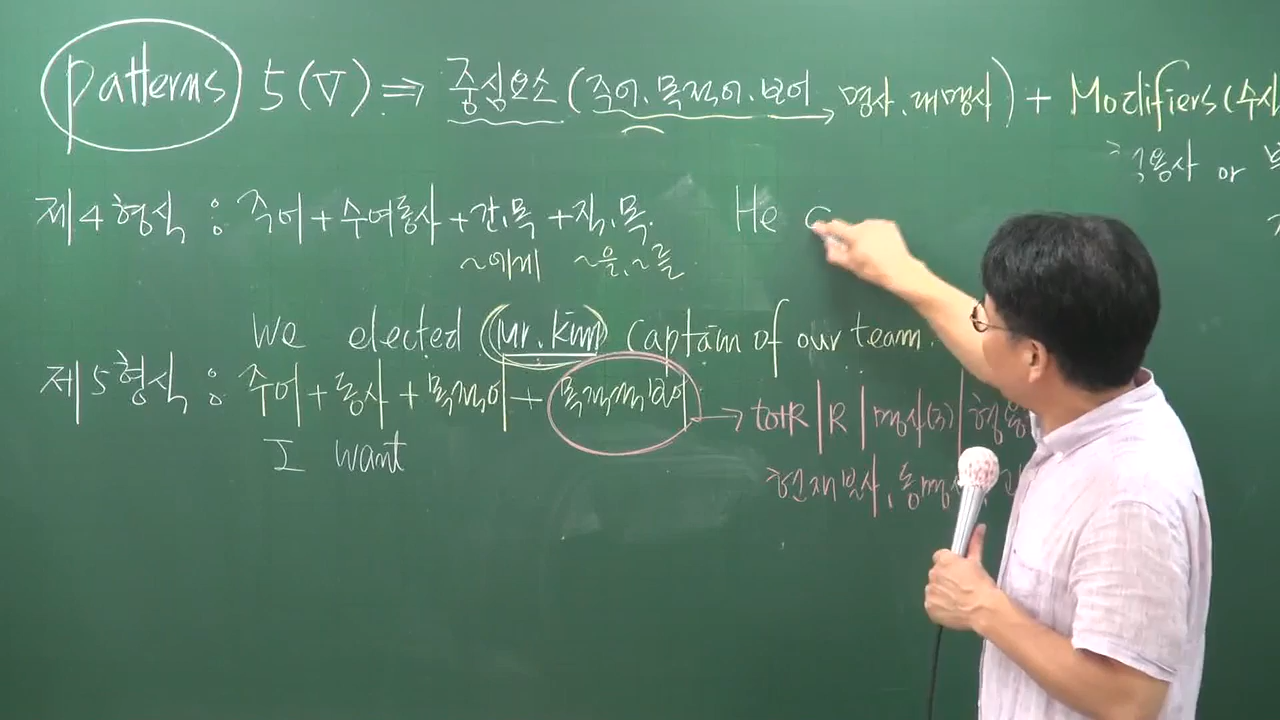 patterns 5(▽) ⇒ 중심요소 (주어.목적어.보어 → 명사.대명사) + Modifiers (수식
형용사 or
제4형식 : 주어 + 수여동사 + 간.목 + 직.목. He
~에게 ~을,~를
We elected (Mr. Kim) captain of our team.
제5형식 : 주어 + 동사 + 목적어 + 목적격보어 → to+R | R | 명사(구) | 형용
I want 현재분사, 동명사